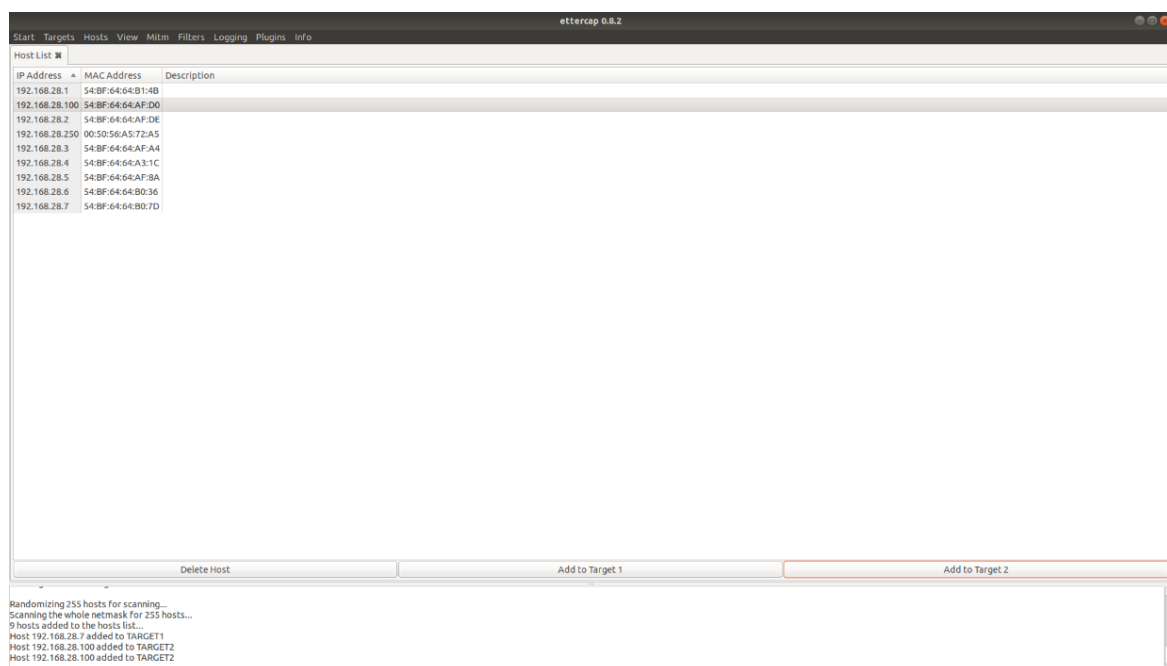 ettercap 0.8.2
Start Targets Hosts View Mitm Filters Logging Plugins Info
Host List
IP Address MAC Address Description
192.168.28.1 54:BF:64:64:B1:4B
192.168.28.100 54:BF:64:64:AF:D0
192.168.28.2 54:BF:64:64:AF:DE
192.168.28.250 00:50:56:A5:72:A5
192.168.28.3 54:BF:64:64:AF:A4
192.168.28.4 54:BF:64:64:A3:1C
192.168.28.5 54:BF:64:64:AF:8A
192.168.28.6 54:BF:64:64:B0:36
192.168.28.7 54:BF:64:64:B0:7D
Delete Host Add to Target 1 Add to Target 2
Randomizing 255 hosts for scanning...
Scanning the whole netmask for 255 hosts...
9 hosts added to the hosts list...
Host 192.168.28.7 added to TARGET1
Host 192.168.28.100 added to TARGET2
Host 192.168.28.100 added to TARGET2